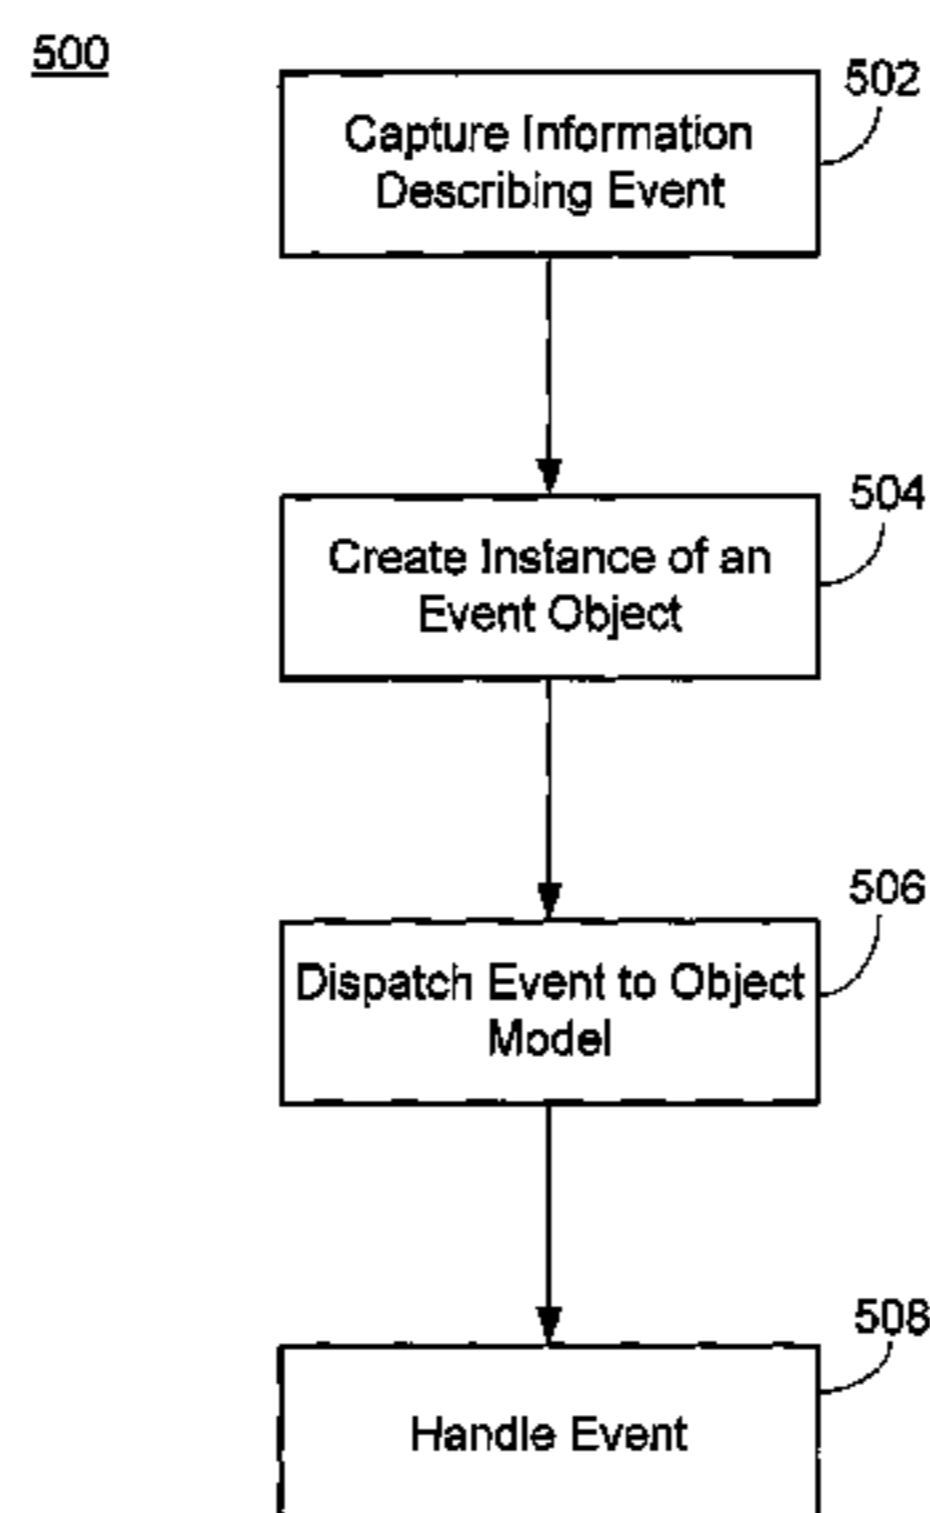 500
502
Capture Information
Describing Event
504
Create Instance of an
Event Object
506
Dispatch Event to Object
Model
508
Handle Event